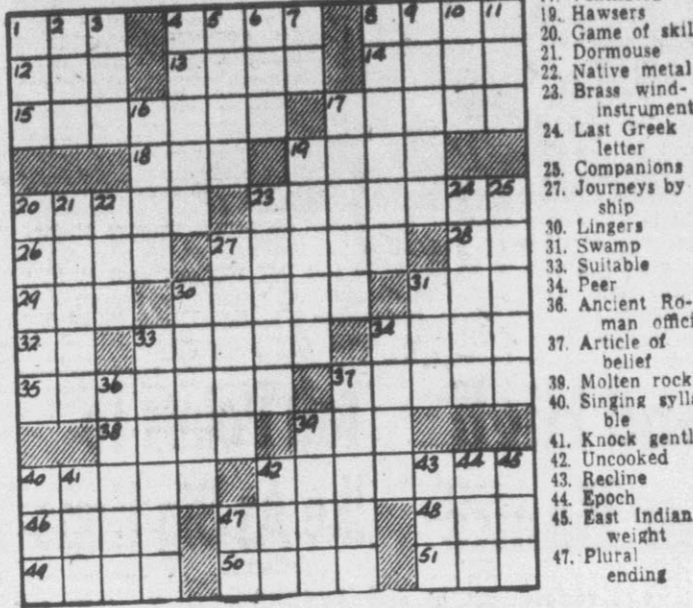 1 2 3 4 5 6 7 8 9 10 11
12 13 14
15 16 17
18 19
20 21 22 23 24 25
26 27 28
29 30 31
32 33 34
35 36 37
38 39
40 41 42 43 44 45
46 47 48
49 50 51
19. Hawsers
20. Game of skil
21. Dormouse
22. Native metal
23. Brass wind-
instrument
24. Last Greek
letter
25. Companions
27. Journeys by
ship
30. Lingers
31. Swamp
33. Suitable
34. Peer
36. Ancient Ro-
man offici
37. Article of
belief
39. Molten rock
40. Singing sylla
ble
41. Knock gentl
42. Uncooked
43. Recline
44. Epoch
45. East Indian
weight
47. Plural
ending